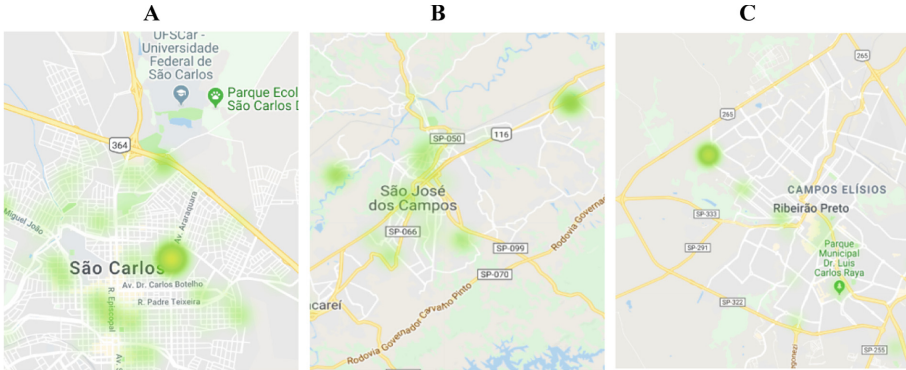 A
B
C
UFSCar -
Universidade
Federal de
São Carlos
Parque Ecol
São Carlos D
364
Av. Araraquara
Miguel João
São Carlos
Av. Dr. Carlos Botelho
R. Padre Teixeira
R. Episcopal
Av. S
SP-050
116
São José
dos Campos
SP-066
SP-099
SP-070
Rodovia Governador Carvalho Pinto
Rodovia Governado
acareí
265
265
CAMPOS ELÍSIOS
Ribeirão Preto
SP-333
SP-291
Parque
Municipal
Dr. Luis
Carlos Raya
SP-322
SP-255